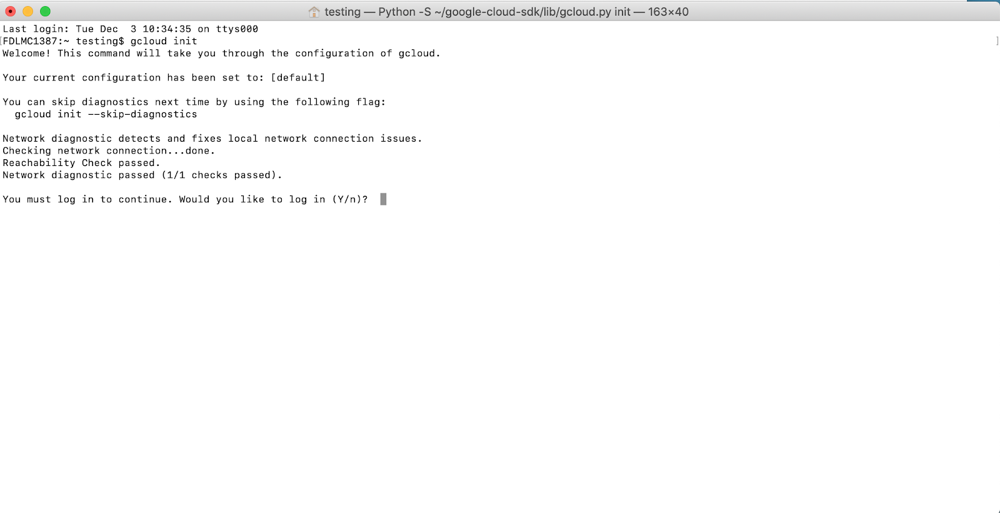 testing — Python -S ~/google-cloud-sdk/lib/gcloud.py init — 163×40
Last login: Tue Dec  3 10:34:35 on ttys000
[FDLMC1387:~ testing$ gcloud init ]
Welcome! This command will take you through the configuration of gcloud.
Your current configuration has been set to: [default]
You can skip diagnostics next time by using the following flag:
  gcloud init --skip-diagnostics
Network diagnostic detects and fixes local network connection issues.
Checking network connection...done.
Reachability Check passed.
Network diagnostic passed (1/1 checks passed).
You must log in to continue. Would you like to log in (Y/n)?